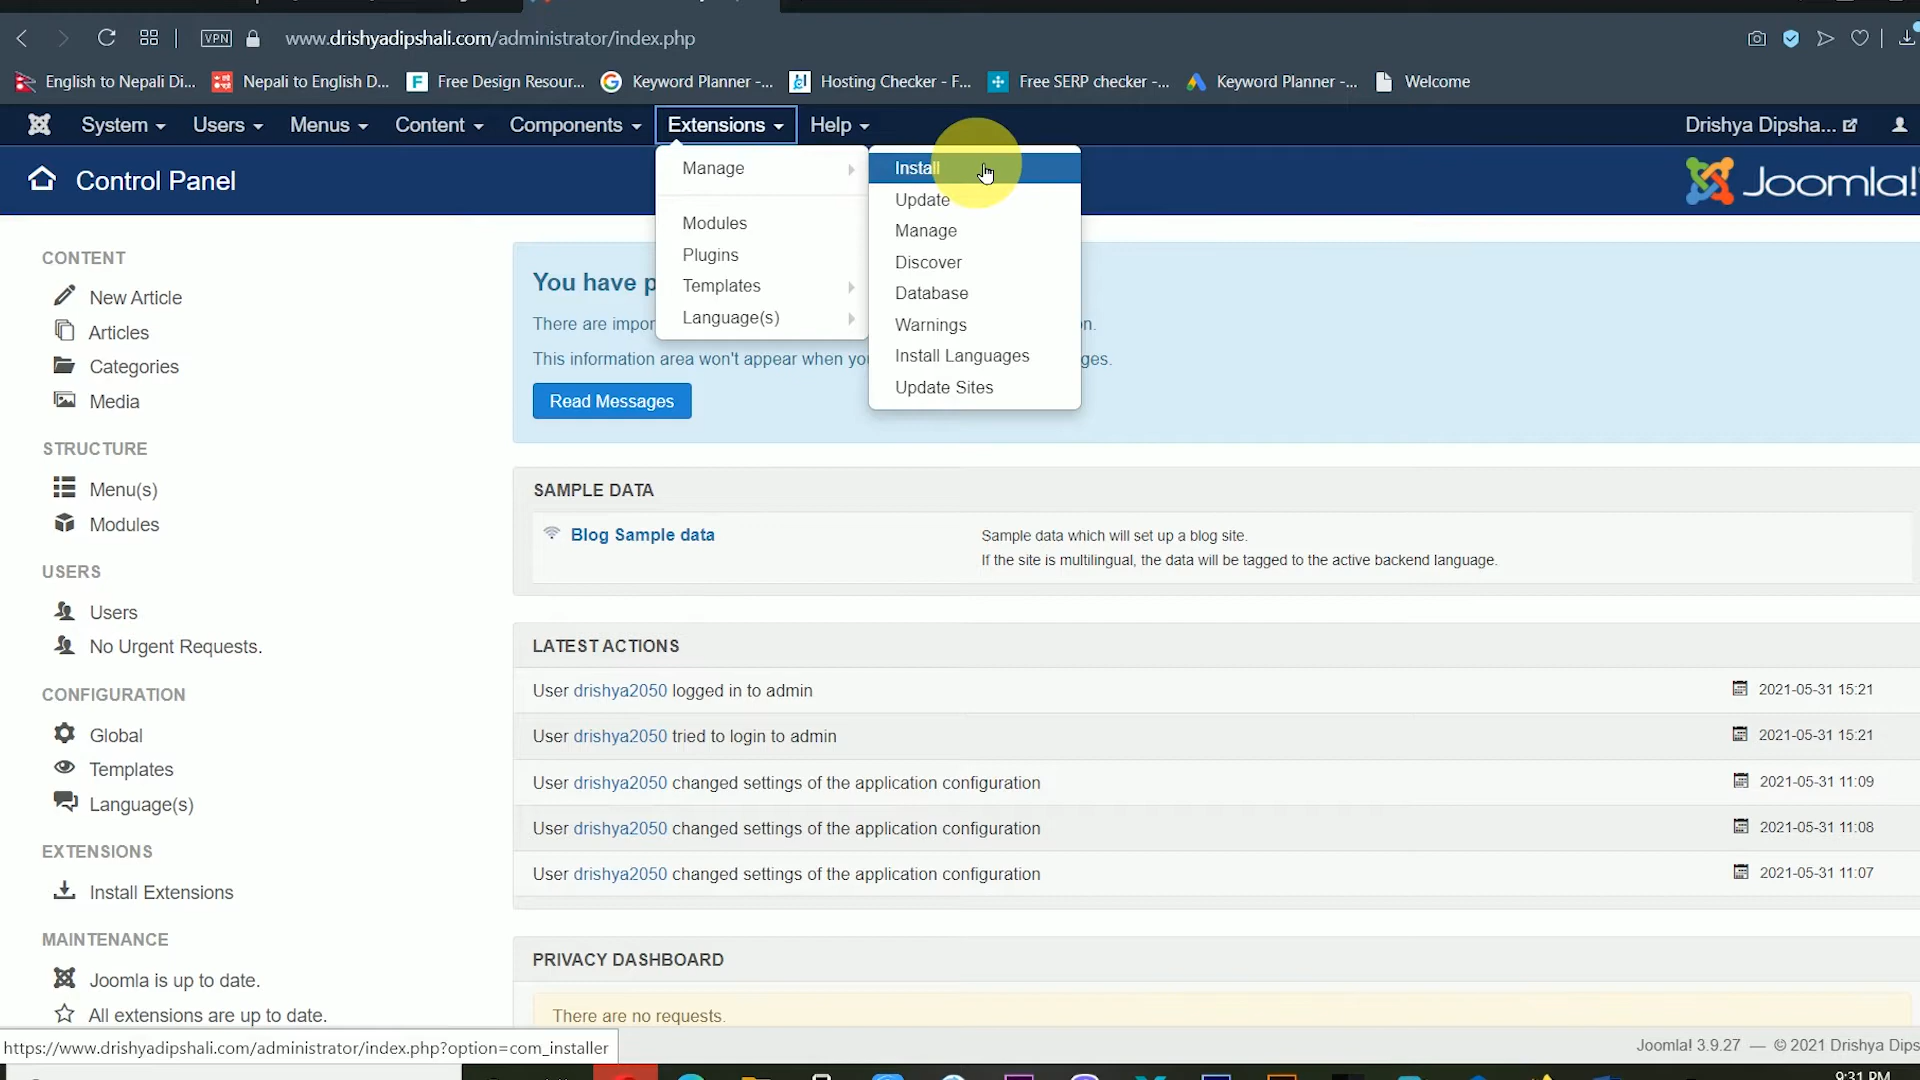 VPN www.drishyadipshali.com/administrator/index.php
English to Nepali Di... Nepali to English D... Free Design Resour... Keyword Planner -... Hosting Checker - F... Free SERP checker -... Keyword Planner -... Welcome
System Users Menus Content Components Extensions Help Drishya Dipsha...
Control Panel
Joomla!
Manage
Modules
Plugins
Templates
Language(s)
Install
Update
Manage
Discover
Database
Warnings
Install Languages
Update Sites
CONTENT
New Article
Articles
Categories
Media
STRUCTURE
Menu(s)
Modules
USERS
Users
No Urgent Requests.
CONFIGURATION
Global
Templates
Language(s)
EXTENSIONS
Install Extensions
MAINTENANCE
Joomla is up to date.
All extensions are up to date.
You have p
There are impor n.
This information area won't appear when yo ges.
Read Messages
SAMPLE DATA
Blog Sample data
Sample data which will set up a blog site.
If the site is multilingual, the data will be tagged to the active backend language.
LATEST ACTIONS
User drishya2050 logged in to admin 2021-05-31 15:21
User drishya2050 tried to login to admin 2021-05-31 15:21
User drishya2050 changed settings of the application configuration 2021-05-31 11:09
User drishya2050 changed settings of the application configuration 2021-05-31 11:08
User drishya2050 changed settings of the application configuration 2021-05-31 11:07
PRIVACY DASHBOARD
There are no requests.
https://www.drishyadipshali.com/administrator/index.php?option=com_installer
Joomla! 3.9.27 — © 2021 Drishya Dips
9:31 PM